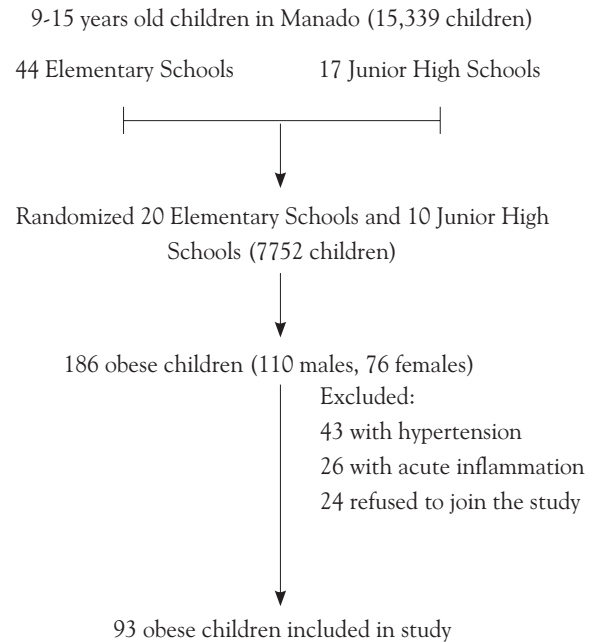 9-15 years old children in Manado (15,339 children)
44 Elementary Schools 17 Junior High Schools
Randomized 20 Elementary Schools and 10 Junior High
Schools (7752 children)
186 obese children (110 males, 76 females)
Excluded:
43 with hypertension
26 with acute inflammation
24 refused to join the study
93 obese children included in study